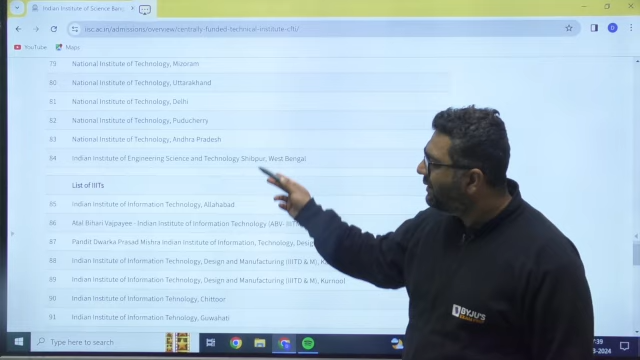 Indian Institute of Science Ban
iisc.ac.in/admissions/overview/centrally-funded-technical-institute-cfti/
YouTube Maps
79 National Institute of Technology, Mizoram
80 National Institute of Technology, Uttarakhand
81 National Institute of Technology, Delhi
82 National Institute of Technology, Puducherry
83 National Institute of Technology, Andhra Pradesh
84 Indian Institute of Engineering Science and Technology Shibpur, West Bengal
List of IIITs
85 Indian Institute of Information Technology, Allahabad
86 Atal Bihari Vajpayee - Indian Institute of Information Technology (ABV-
87 Pandit Dwarka Prasad Mishra Indian Institute of Information, Technology, Desig
88 Indian Institute of Information Technology, Design and Manufacturing (IIITD & M), Ka
89 Indian Institute of Information Technology, Design and Manufacturing (IIITD & M), Kurnool
90 Indian Institute of Information Tehnology, Chittoor
91 Indian Institute of Information Tehnology, Guwahati
BYJU'S
Type here to search
:39
-2024